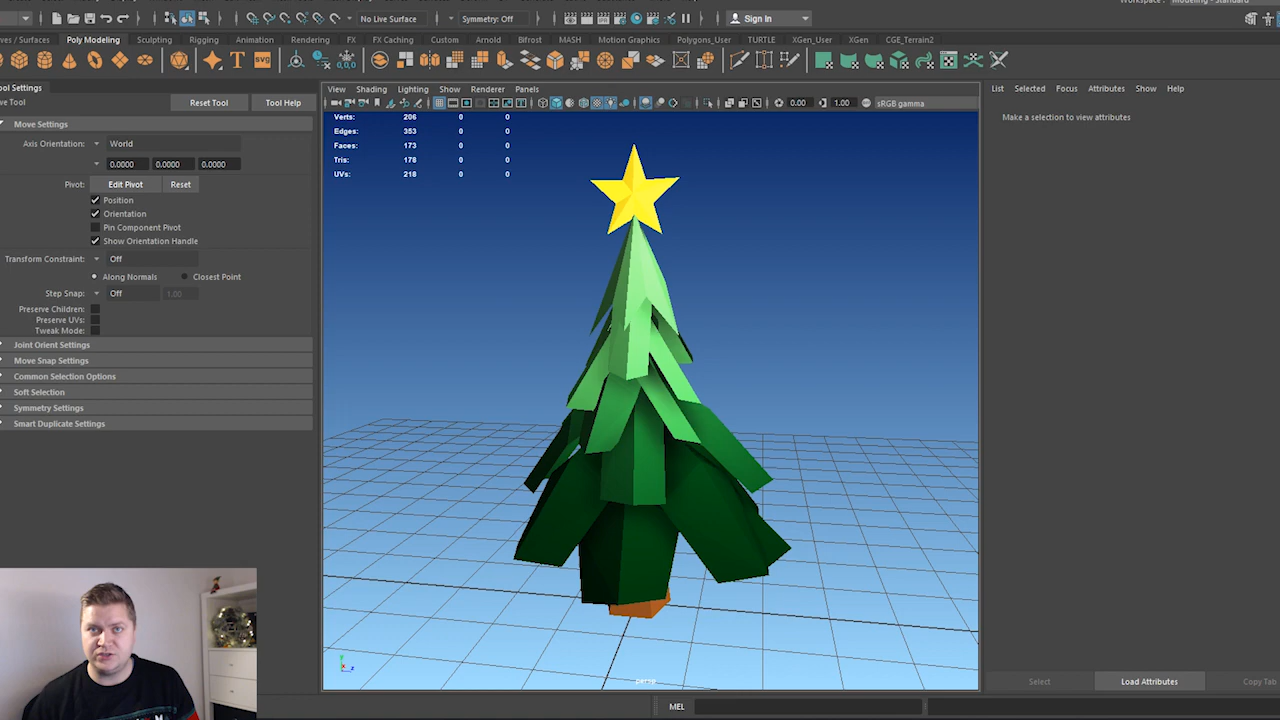 Workspace : Modeling - Standard
No Live Surface Symmetry: Off Sign In
Poly Modeling Sculpting Rigging Animation Rendering FX FX Caching Custom Arnold Bifrost MASH Motion Graphics Polygons_User TURTLE XGen_User XGen CGE_Terrain2
Tool Help
Reset Tool
Move Settings
Axis Orientation: World
0.0000 0.0000 0.0000
Pivot: Edit Pivot Reset
Position
Orientation
Pin Component Pivot
Show Orientation Handle
Transform Constraint: Off
Along Normals Closest Point
Step Snap: Off 1.00
Preserve Children:
Preserve UVs:
Tweak Mode:
Joint Orient Settings
Move Snap Settings
Common Selection Options
Soft Selection
Symmetry Settings
Smart Duplicate Settings
View Shading Lighting Show Renderer Panels
0.00 1.00 sRGB gamma
Verts: 206 0 0
Edges: 353 0 0
Faces: 173 0 0
Tris: 176 0 0
UVs: 218 0 0
persp
List Selected Focus Attributes Show Help
Make a selection to view attributes
Select Load Attributes Copy Tab
MEL